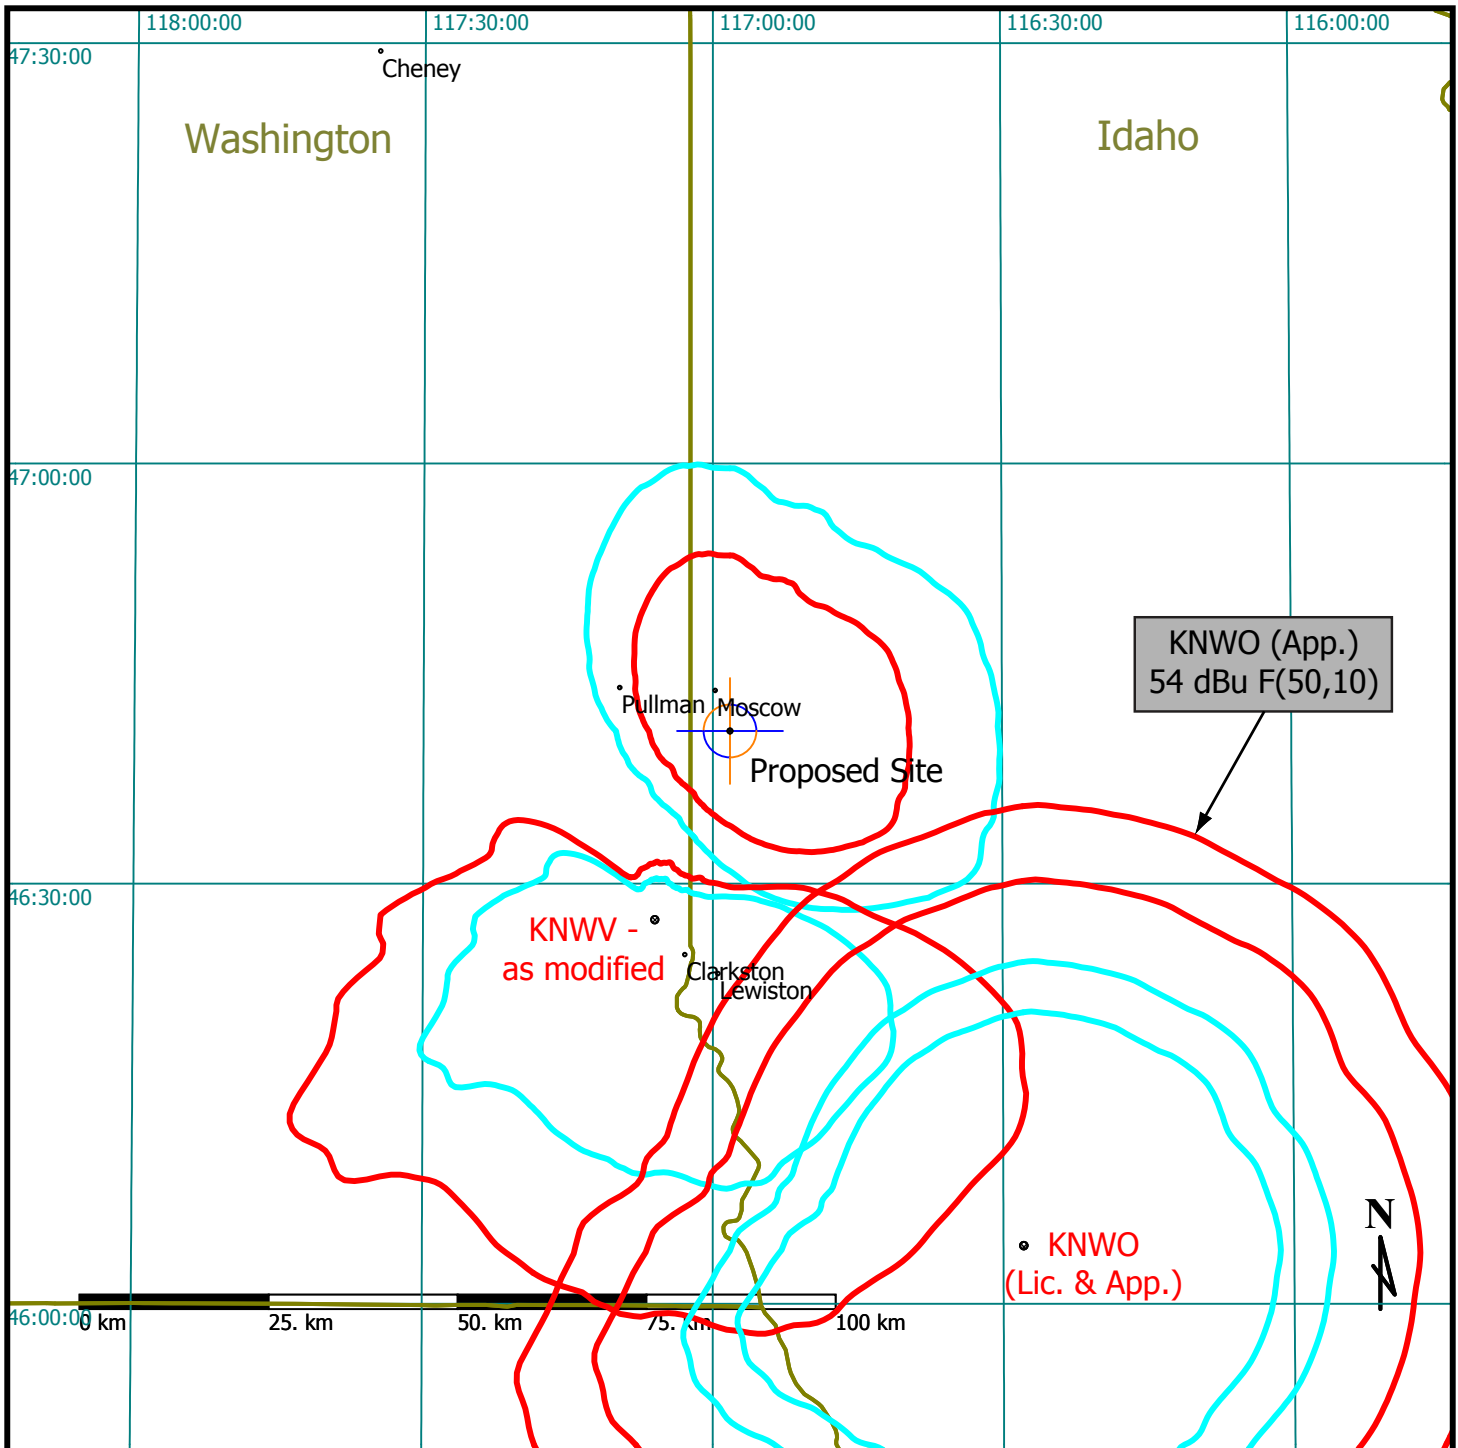 118:00:00
117:30:00
117:00:00
116:30:00
116:00:00
47:30:00
Cheney
Washington
Idaho
47:00:00
KNWO (App.)
54 dBu F(50,10)
Pullman
Moscow
Proposed Site
46:30:00
KNWV -
as modified
Clarkston
Lewiston
N
KNWO
(Lic. & App.)
46:00:00
0 km
25. km
50. km
75. km
100 km